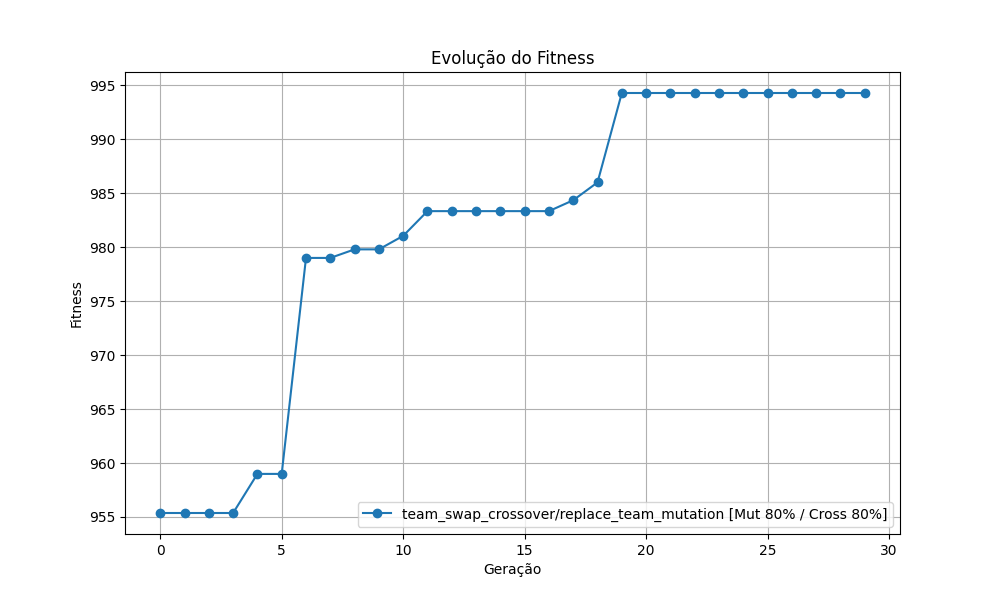 Evolução do Fitness
995
990
985
980
975
970
965
960
955
Fitness
team_swap_crossover/replace_team_mutation [Mut 80% / Cross 80%]
0 5 10 15 20 25 30
Geração